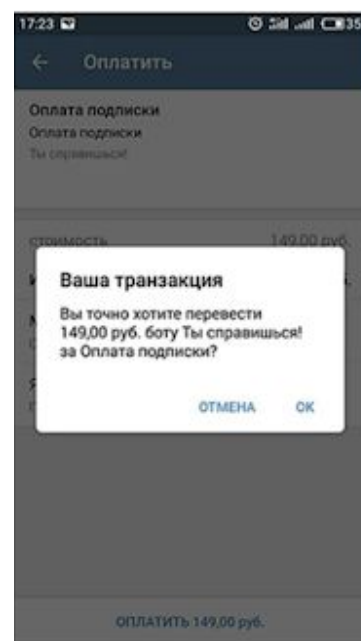 17:23
35
Оплатить
Оплата подписки
Оплата подписки
Ты справишься!
стоимость 149,00 руб.
Ваша транзакция
Вы точно хотите перевести
149,00 руб. боту Ты справишься!
за Оплата подписки?
ОТМЕНА ОК
ОПЛАТИТЬ 149,00 руб.